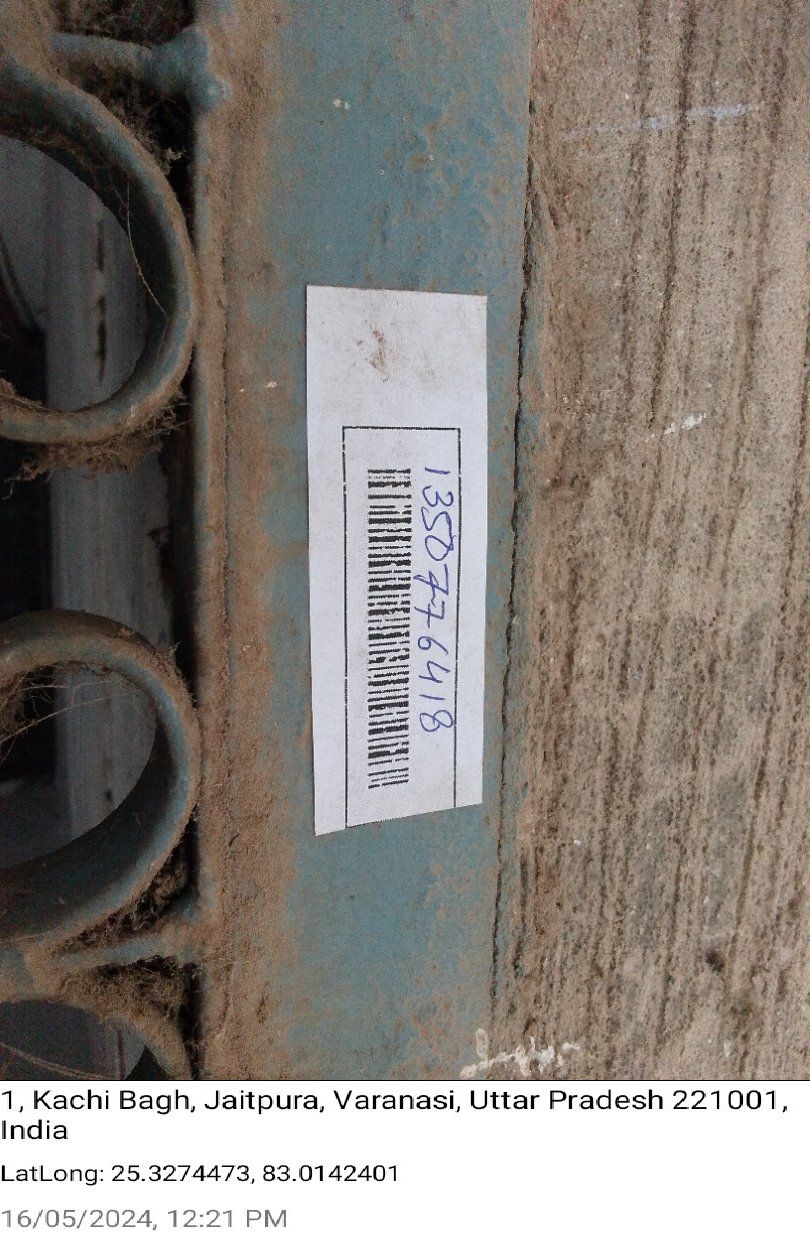 1350776418
1, Kachi Bagh, Jaitpura, Varanasi, Uttar Pradesh 221001,
India
LatLong: 25.3274473, 83.0142401
16/05/2024, 12:21 PM